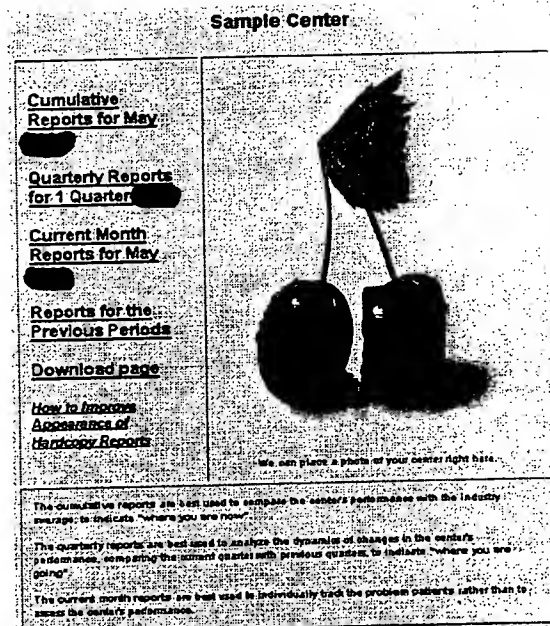 Sample Center
Cumulative
Reports for May
Quarterly Reports
for 1 Quarter
Current Month
Reports for May
Reports for the
Previous Periods
Download page
How to Improve
Appearance of
Hardcopy Reports
We can place a photo of your center right here.
The cumulative reports are best used to compare the center's performance with the industry
average, to indicate "where you are now"
The quarterly reports are best used to analyze the dynamics of changes in the center's
performance, comparing the current quarter with previous quarters, to indicate "where you are
going"
The current month reports are best used to individually track the problem patients rather than to
assess the center's performance.